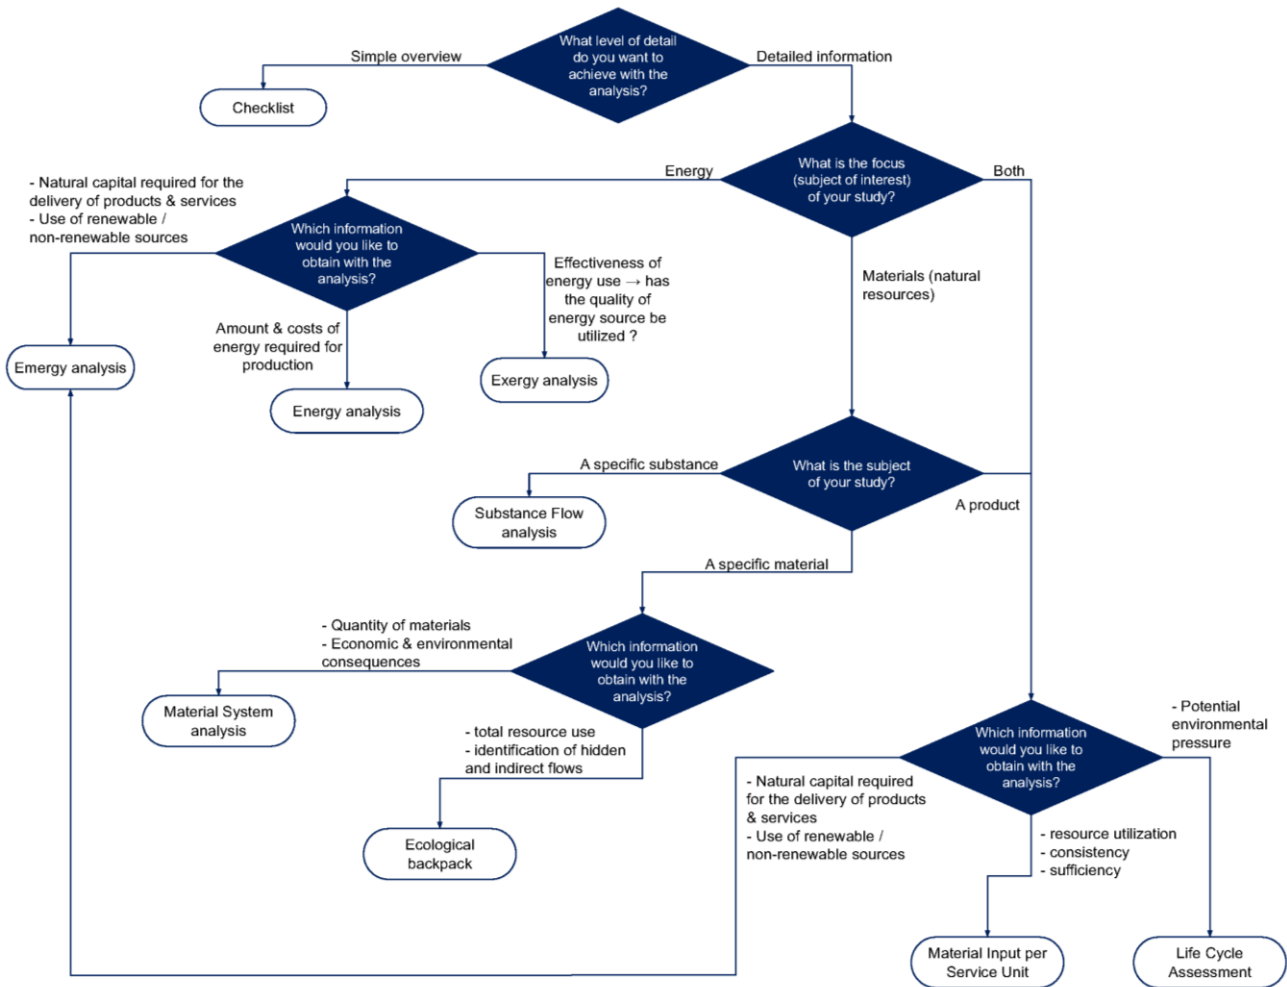 What level of detail
do you want to
achieve with the
analysis?
Simple overview
Detailed information
Checklist
What is the focus
(subject of interest)
of your study?
Energy
Both
- Natural capital required for the
delivery of products & services
- Use of renewable /
non-renewable sources
Which information
would you like to
obtain with the
analysis?
Effectiveness of
energy use → has
the quality of
energy source be
utilized ?
Materials (natural
resources)
Amount & costs of
energy required for
production
Emergy analysis
Energy analysis
Exergy analysis
What is the subject
of your study?
A specific substance
A product
Substance Flow
analysis
A specific material
- Quantity of materials
- Economic & environmental
consequences
Which information
would you like to
obtain with the
analysis?
Material System
analysis
- total resource use
- identification of hidden
and indirect flows
Ecological
backpack
- Potential
environmental
pressure
Which information
would you like to
obtain with the
analysis?
- Natural capital required
for the delivery of products
& services
- Use of renewable /
non-renewable sources
- resource utilization
- consistency
- sufficiency
Material Input per
Service Unit
Life Cycle
Assessment